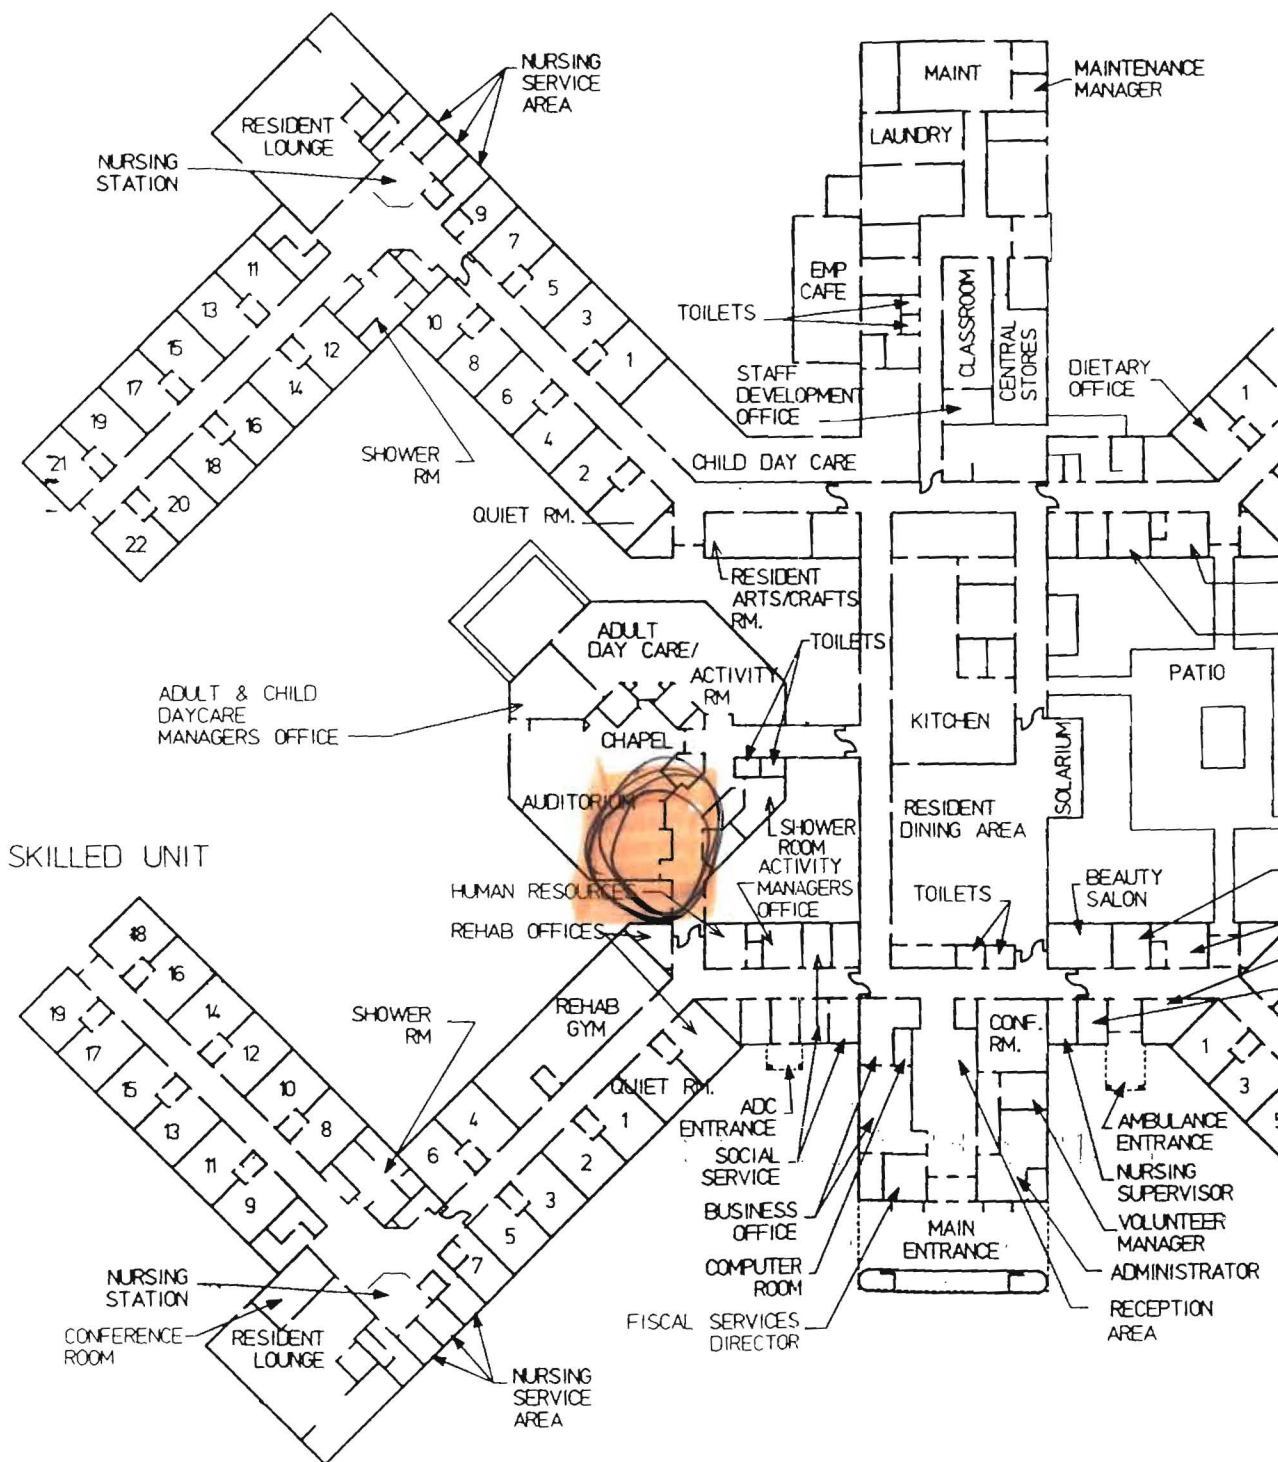 NURSING
SERVICE
AREA
RESIDENT
LOUNGE
NURSING
STATION
9
7
5
3
1
11
13
15
17
19
21
10
8
6
4
2
12
14
16
18
20
22
SHOWER
RM
QUIET RM.
MAINT
MAINTENANCE
MANAGER
LAUNDRY
EMP
CAFE
TOILETS
CLASSROOM
CENTRAL
STORES
STAFF
DEVELOPMENT
OFFICE
DIETARY
OFFICE
1
CHILD DAY CARE
RESIDENT
ARTS/CRAFTS
RM.
ADULT
DAY CARE/
ACTIVITY
RM
TOILETS
ADULT & CHILD
DAYCARE
MANAGERS OFFICE
CHAPEL
AUDITORIUM
KITCHEN
PATIO
SOLARIUM
RESIDENT
DINING AREA
SHOWER
ROOM
ACTIVITY
MANAGERS
OFFICE
HUMAN RESOURCES
REHAB OFFICES
TOILETS
BEAUTY
SALON
SKILLED UNIT
18
16
14
12
10
8
19
17
15
13
11
9
SHOWER
RM
REHAB
GYM
6
4
QUIET RM.
1
2
3
5
7
CONF.
RM.
1
3
5
ADC
ENTRANCE
SOCIAL
SERVICE
BUSINESS
OFFICE
COMPUTER
ROOM
FISCAL SERVICES
DIRECTOR
MAIN
ENTRANCE
AMBULANCE
ENTRANCE
NURSING
SUPERVISOR
VOLUNTEER
MANAGER
ADMINISTRATOR
RECEPTION
AREA
NURSING
STATION
CONFERENCE
ROOM
RESIDENT
LOUNGE
NURSING
SERVICE
AREA